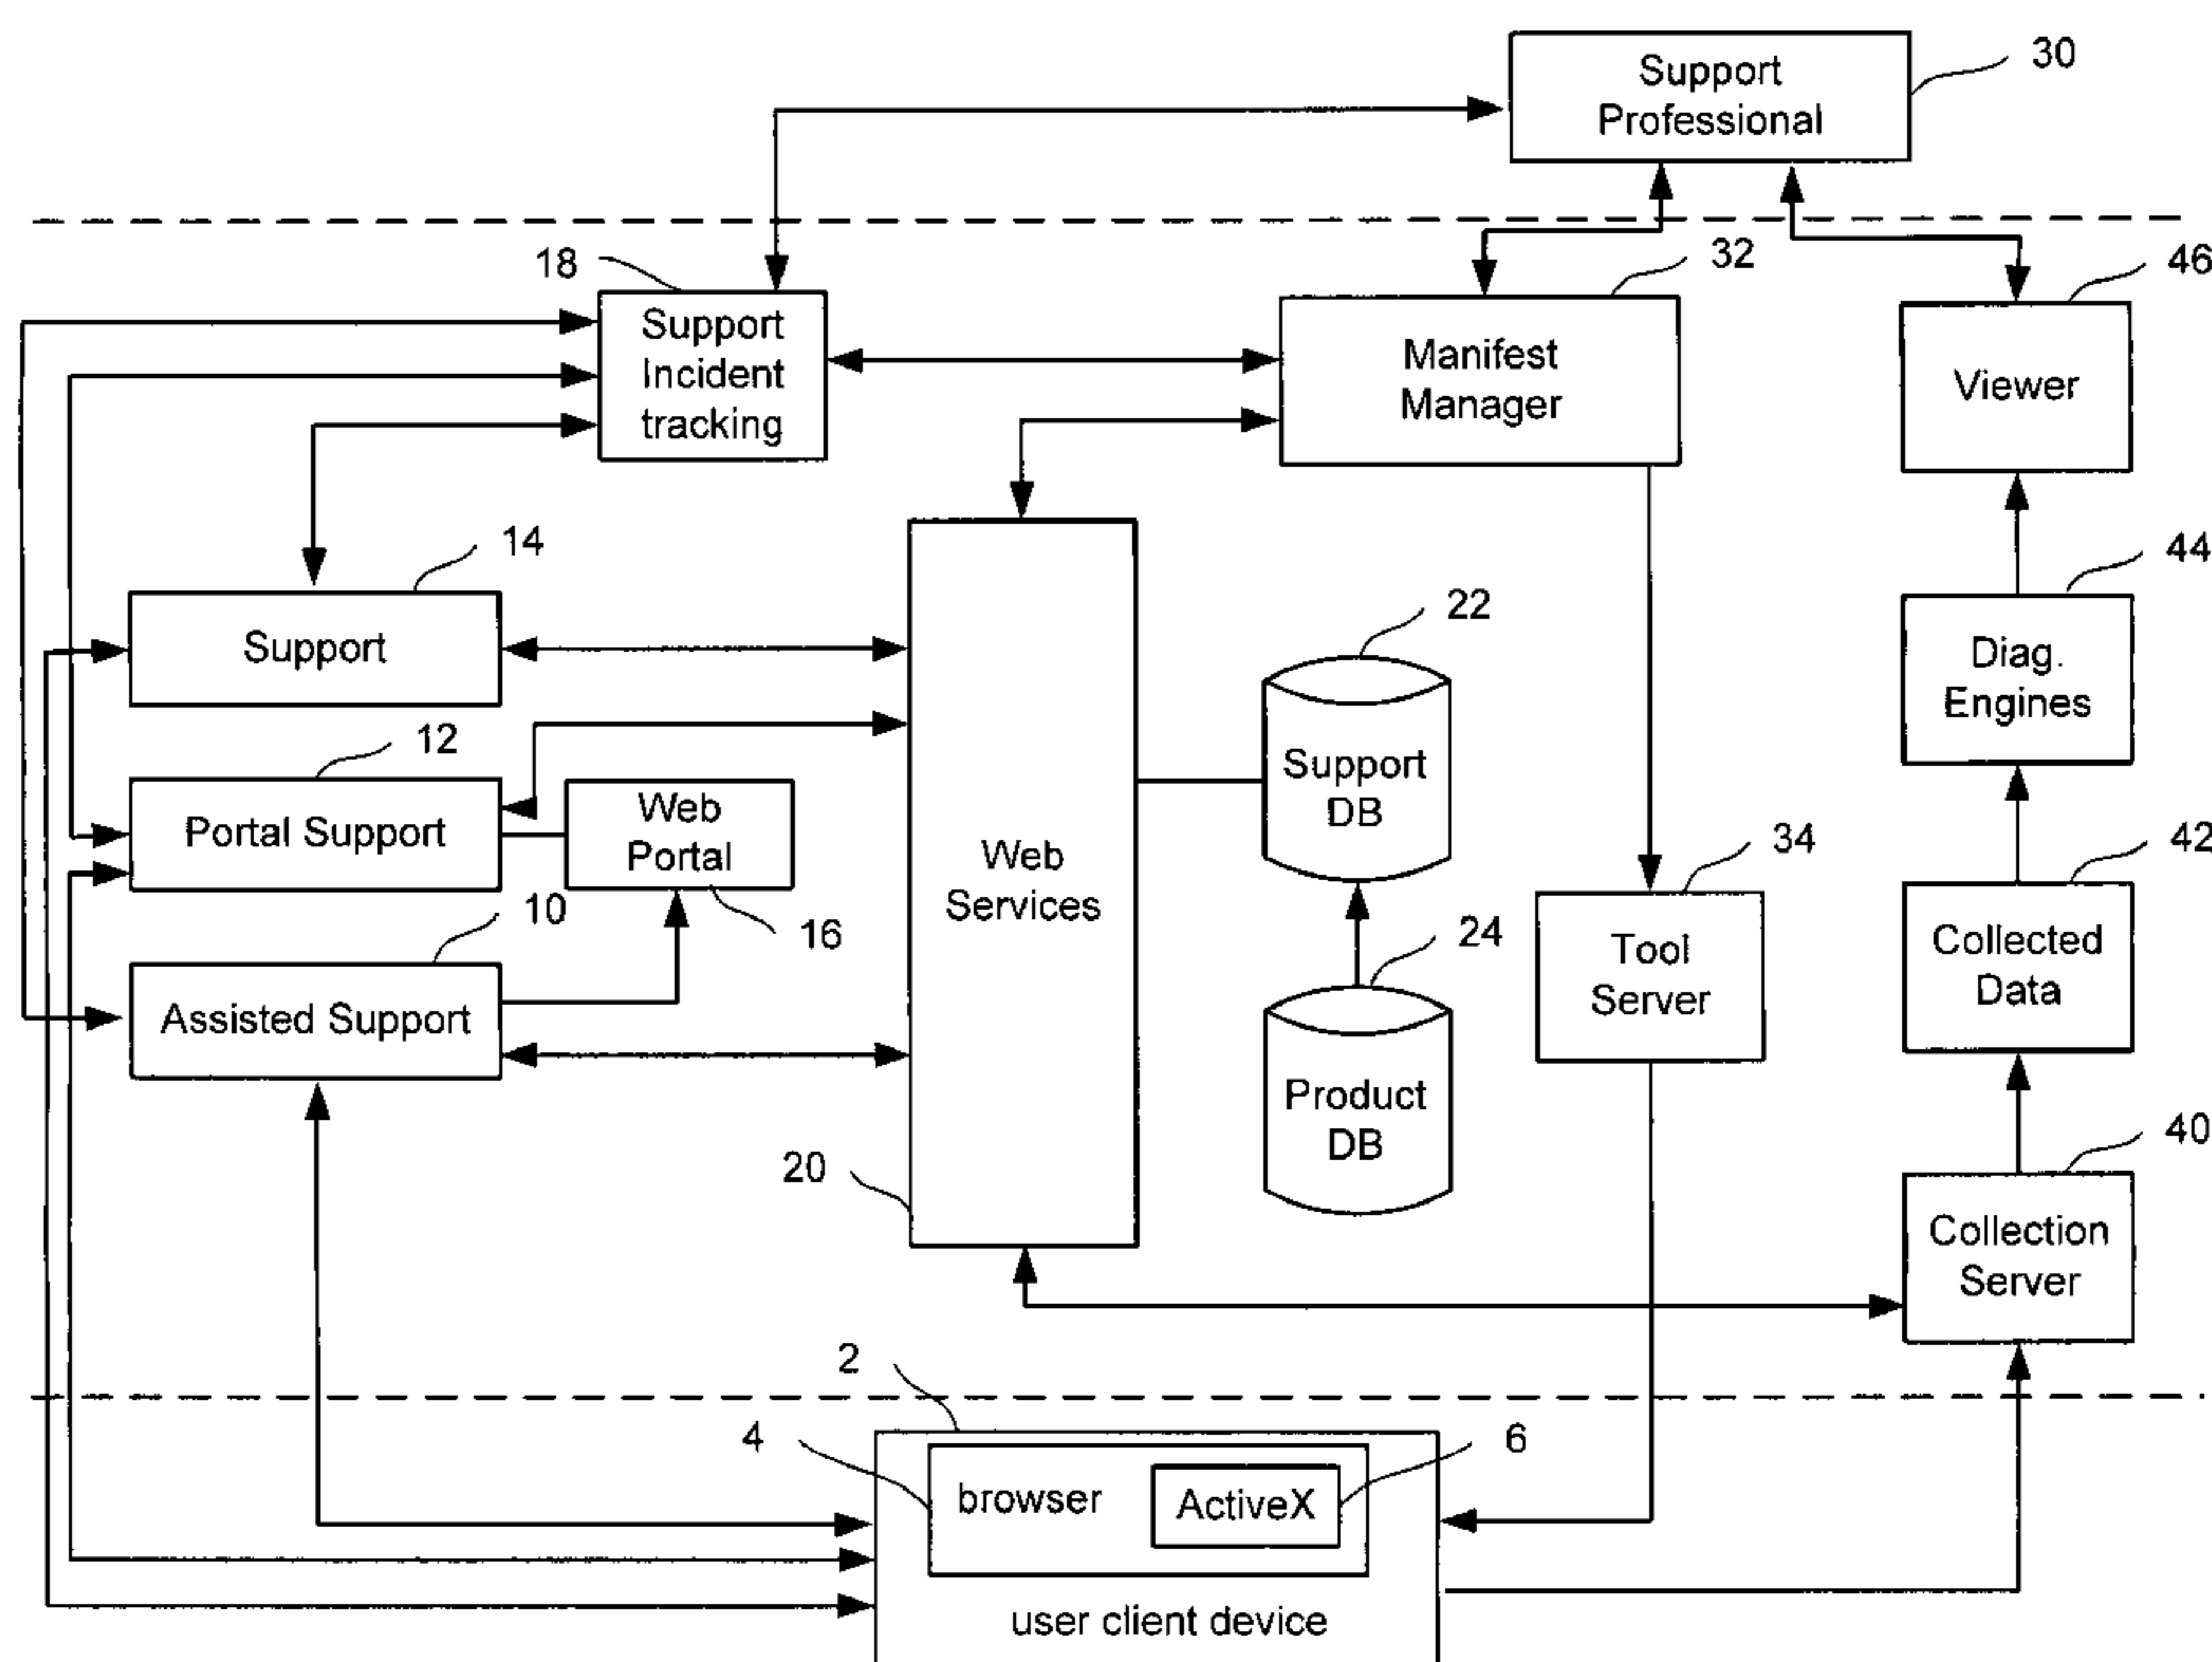 Support
Professional
30
18
32
46
Support
Incident
tracking
Manifest
Manager
Viewer
14
44
22
Support
Diag.
Engines
12
Support
DB
Web
Portal
Portal Support
34
42
Web
Services
10
16
24
Tool
Server
Collected
Data
Assisted Support
Product
DB
40
20
Collection
Server
2
4
6
browser
ActiveX
user client device